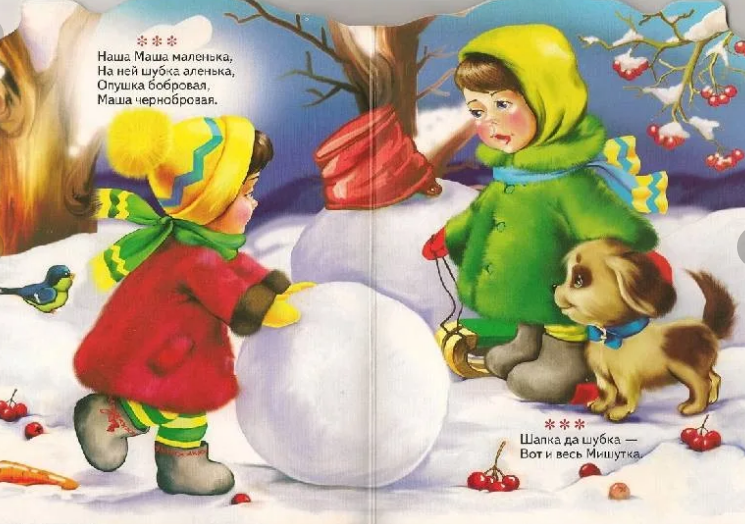 ***
Наша Маша маленька,
На ней шубка аленька,
Опушка бобровая,
Маша чернобровая.
***
Шапка да шубка —
Вот и весь Мишутка.